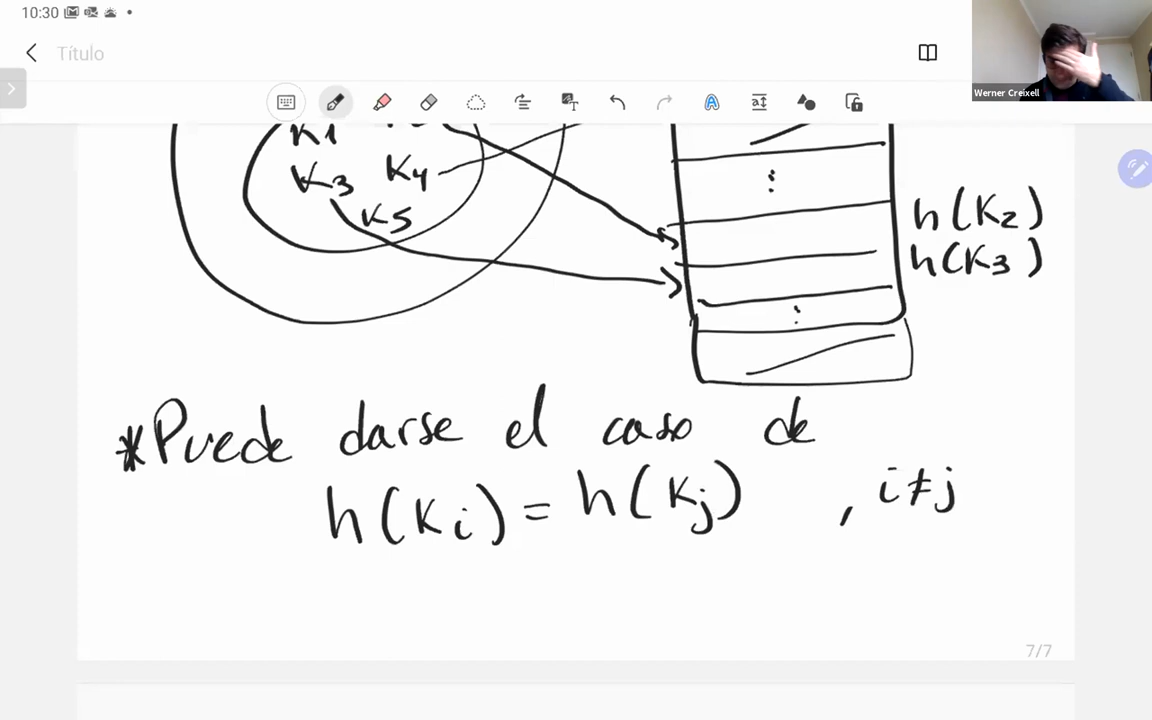 10:30
Título
Werner Creixell
K1
K3 K4
K5
h(K2)
h(K3)
*Puede darse el caso de
h(Ki) = h(Kj) , i≠j
7/7